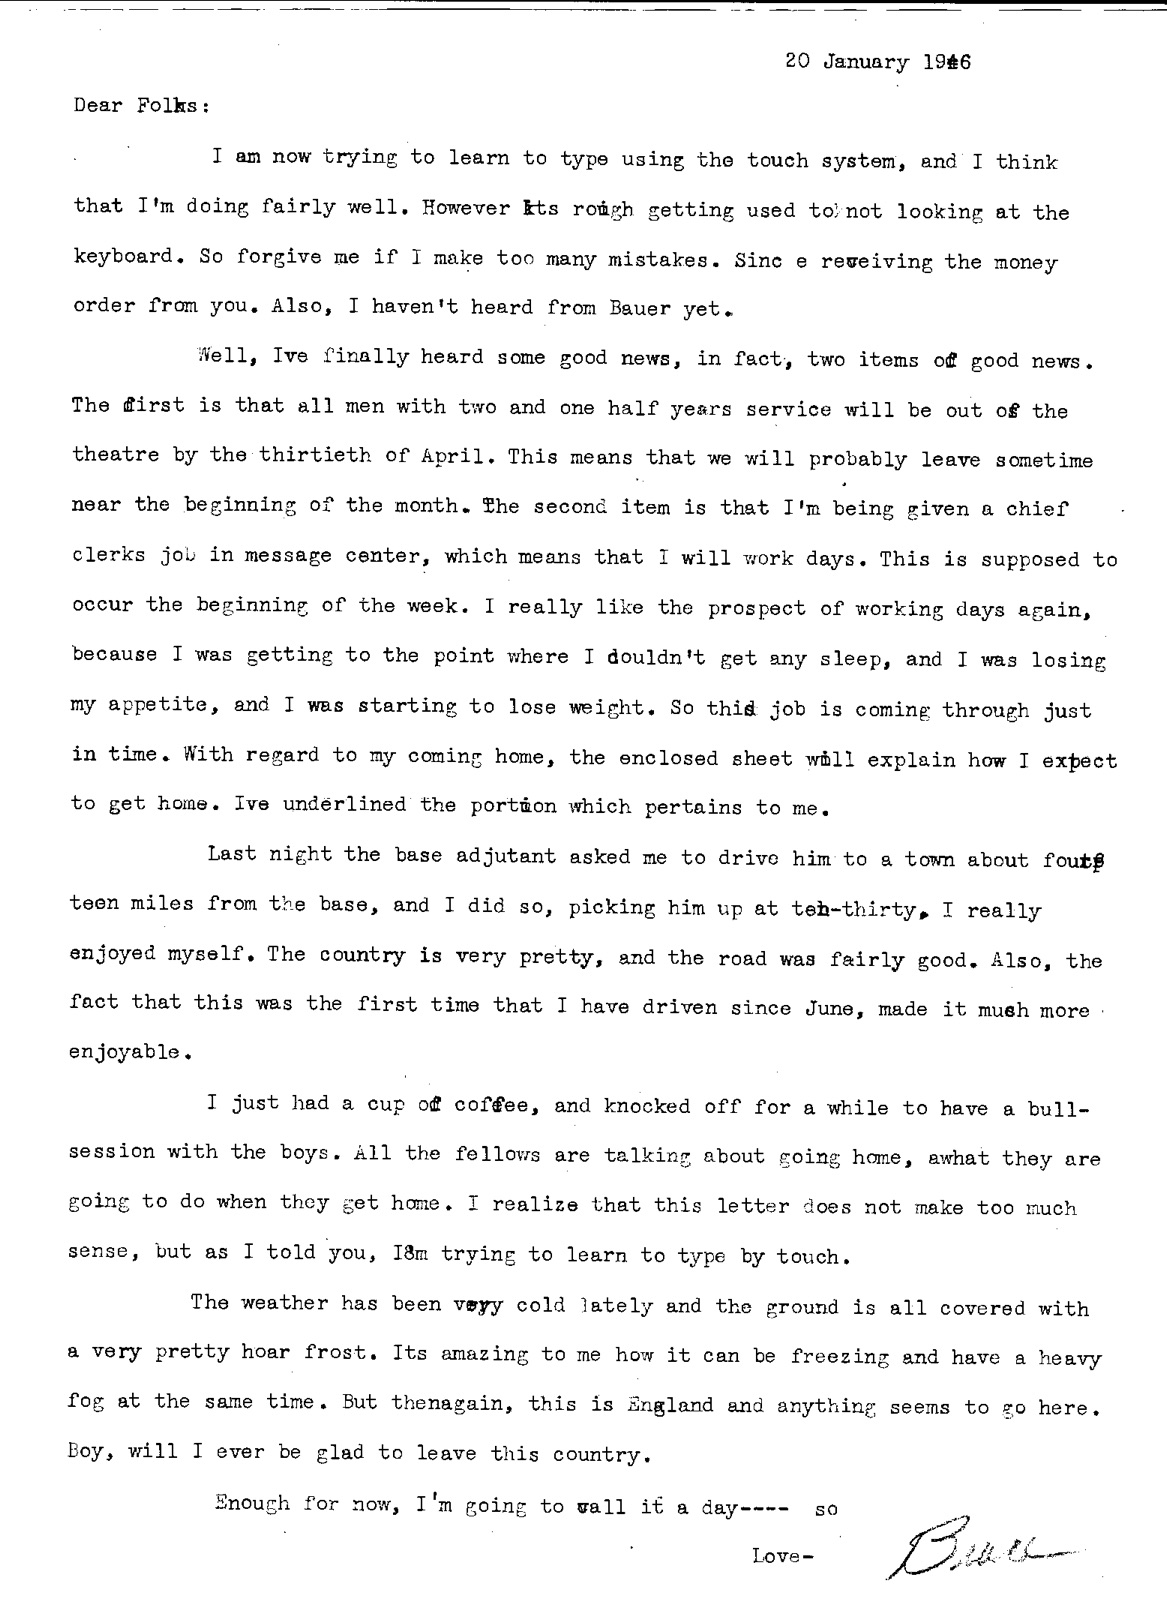 20 January 1946
Dear Folks:
I am now trying to learn to type using the touch system, and I think
that I'm doing fairly well. However Its rough getting used to not looking at the
keyboard. So forgive me if I make too many mistakes. Sinc e reveiving the money
order from you. Also, I haven't heard from Bauer yet.
Well, Ive finally heard some good news, in fact, two items of good news.
The first is that all men with two and one half years service will be out of the
theatre by the thirtieth of April. This means that we will probably leave sometime
near the beginning of the month. The second item is that I'm being given a chief
clerks job in message center, which means that I will work days. This is supposed to
occur the beginning of the week. I really like the prospect of working days again,
because I was getting to the point where I douldn't get any sleep, and I was losing
my appetite, and I was starting to lose weight. So this job is coming through just
in time. With regard to my coming home, the enclosed sheet will explain how I expect
to get home. Ive underlined the portion which pertains to me.
Last night the base adjutant asked me to drive him to a town about
teen miles from the base, and I did so, picking him up at ten-thirty. I really
enjoyed myself. The country is very pretty, and the road was fairly good. Also, the
fact that this was the first time that I have driven since June, made it much more
enjoyable.
I just had a cup of coffee, and knocked off for a while to have a bull-
session with the boys. All the fellows are talking about going home, awhat they are
going to do when they get home. I realize that this letter does not make too much
sense, but as I told you, I8m trying to learn to type by touch.
The weather has been very cold lately and the ground is all covered with
a very pretty hoar frost. Its amazing to me how it can be freezing and have a heavy
fog at the same time. But thenagain, this is England and anything seems to go here.
Boy, will I ever be glad to leave this country.
Enough for now, I'm going to vall it a day---- so
Love- Bruce